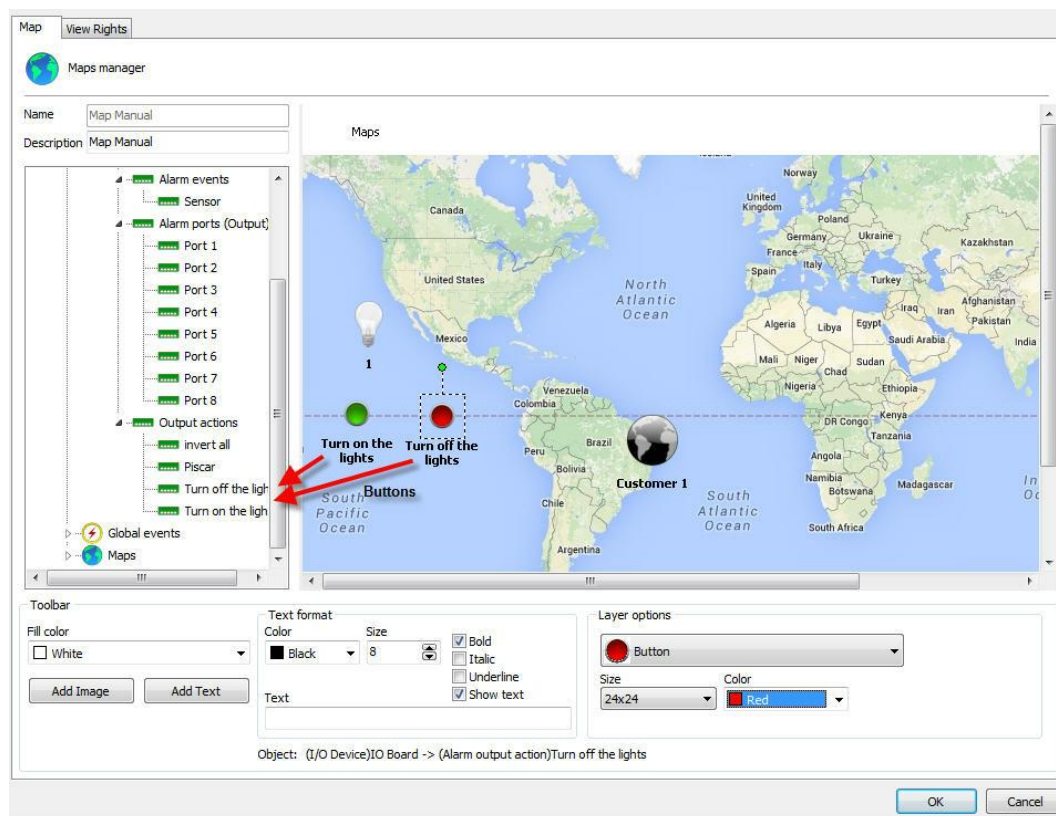 Map
View Rights
Maps manager
Name
Map Manual
Description
Map Manual
Alarm events
Sensor
Alarm ports (Output)
Port 1
Port 2
Port 3
Port 4
Port 5
Port 6
Port 7
Port 8
Output actions
invert all
Piscar
Turn off the ligh
Turn on the ligh
Global events
Maps
Maps
Norway
Canada
United
Kingdom
Poland
Germany
Ukraine
Kazakhstan
France
Italy
Spain
Turkey
United States
North
Atlantic
Ocean
Iraq
Iran
Afghanistan
Pakistan
Algeria
Libya
Egypt
Saudi Arabia
India
Mexico
1
Mali
Niger
Chad
Sudan
Nigeria
Ethiopia
Venezuela
Colombia
DR Congo
Kenya
Tanzania
Turn on the
lights
Turn off the
lights
Peru
Brazil
Bolivia
Customer 1
Angola
Namibia
Botswana
Madagascar
Buttons
South
Pacific
Ocean
Chile
South
Atlantic
Ocean
South Africa
In
Oc
Argentina
Toolbar
Fill color
White
Add Image
Add Text
Text format
Color
Size
Black
8
Bold
Italic
Underline
Show text
Text
Layer options
Button
Size
Color
24x24
Red
Object: (I/O Device)IO Board -> (Alarm output action)Turn off the lights
OK
Cancel